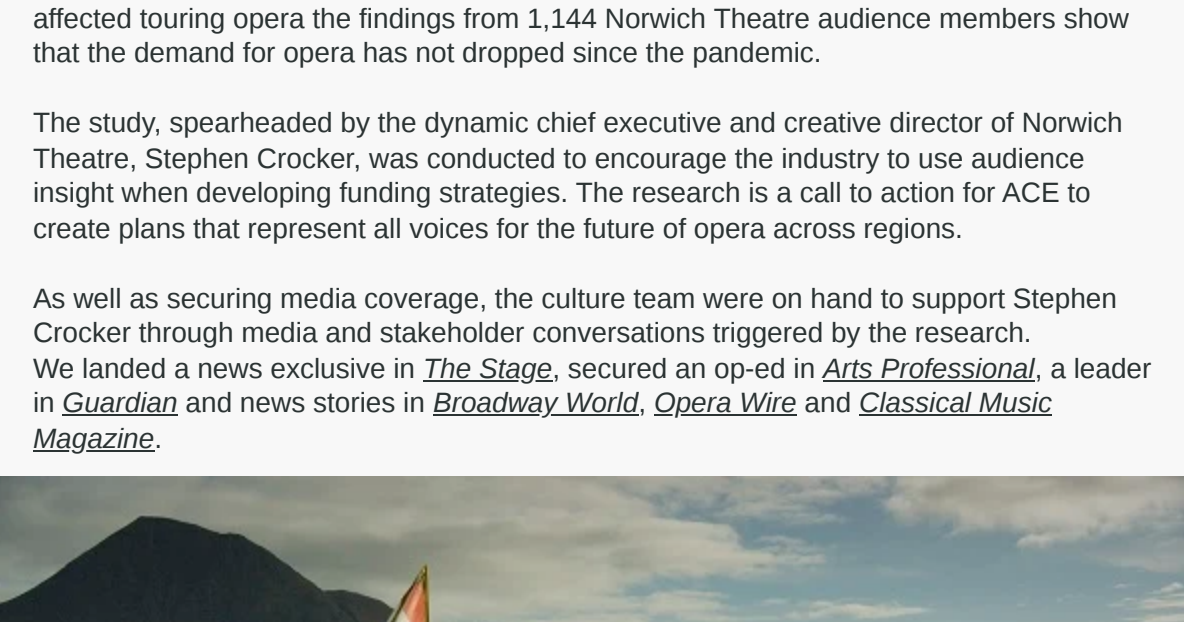 affected touring opera the findings from 1,144 Norwich Theatre audience members show
that the demand for opera has not dropped since the pandemic.
The study, spearheaded by the dynamic chief executive and creative director of Norwich
Theatre, Stephen Crocker, was conducted to encourage the industry to use audience
insight when developing funding strategies. The research is a call to action for ACE to
create plans that represent all voices for the future of opera across regions.
As well as securing media coverage, the culture team were on hand to support Stephen
Crocker through media and stakeholder conversations triggered by the research.
We landed a news exclusive in The Stage, secured an op-ed in Arts Professional, a leader
in Guardian and news stories in Broadway World, Opera Wire and Classical Music
Magazine.